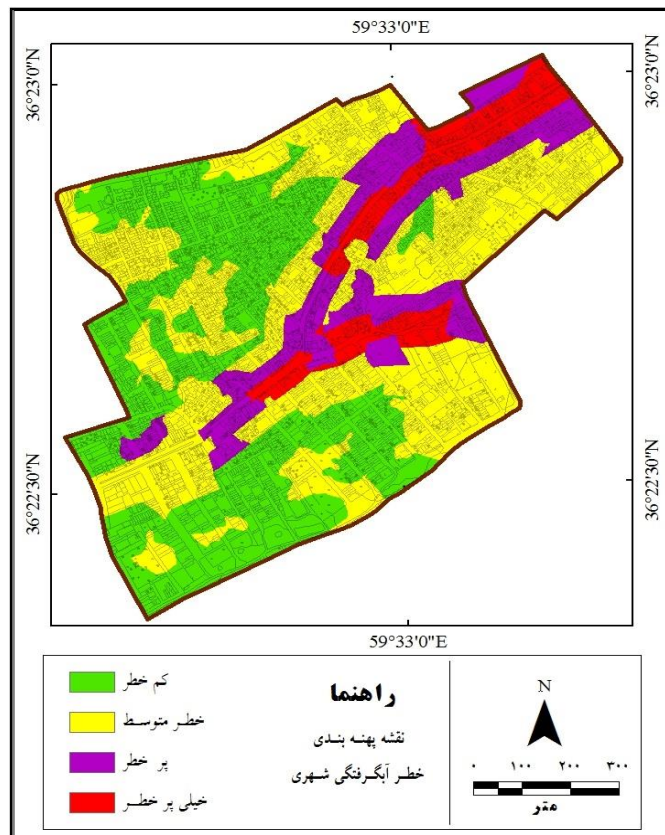 59°33'0"E
36°23'0"N
36°23'0"N
36°22'30"N
36°22'30"N
59°33'0"E
راهنما
نقشه پهنه بندی
خطر آبگرفتگی شهری
کم خطر
خطر متوسط
پر خطر
خیلی پر خطر
N
۰ ۱۰۰ ۲۰۰ ۳۰۰
متر